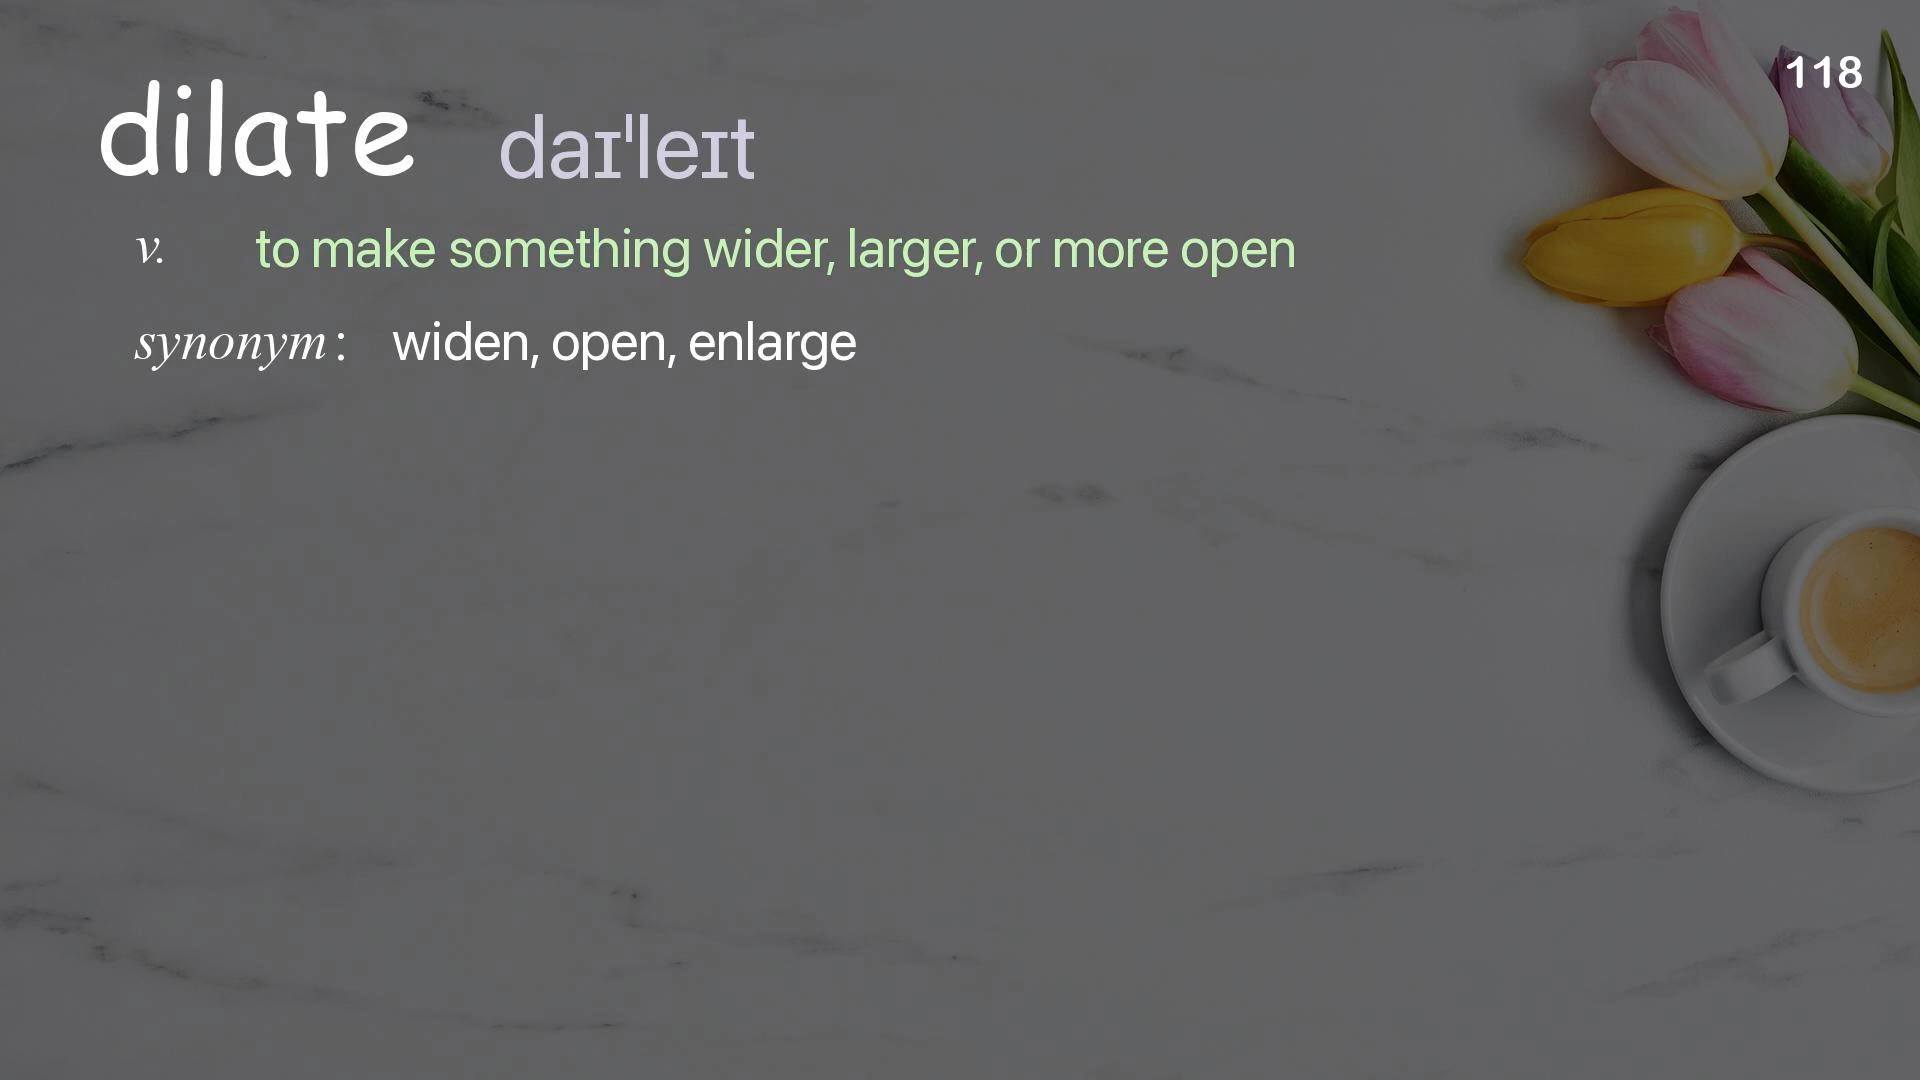 118
dilate daɪˈleɪt
v. to make something wider, larger, or more open
synonym : widen, open, enlarge